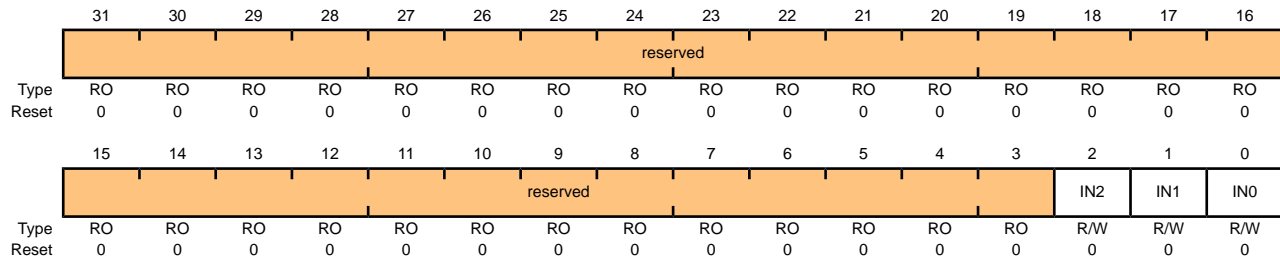 31 30 29 28 27 26 25 24 23 22 21 20 19 18 17 16
reserved
Type RO RO RO RO RO RO RO RO RO RO RO RO RO RO RO RO
Reset 0 0 0 0 0 0 0 0 0 0 0 0 0 0 0 0
15 14 13 12 11 10 9 8 7 6 5 4 3 2 1 0
reserved IN2 IN1 IN0
Type RO RO RO RO RO RO RO RO RO RO RO RO RO R/W R/W R/W
Reset 0 0 0 0 0 0 0 0 0 0 0 0 0 0 0 0